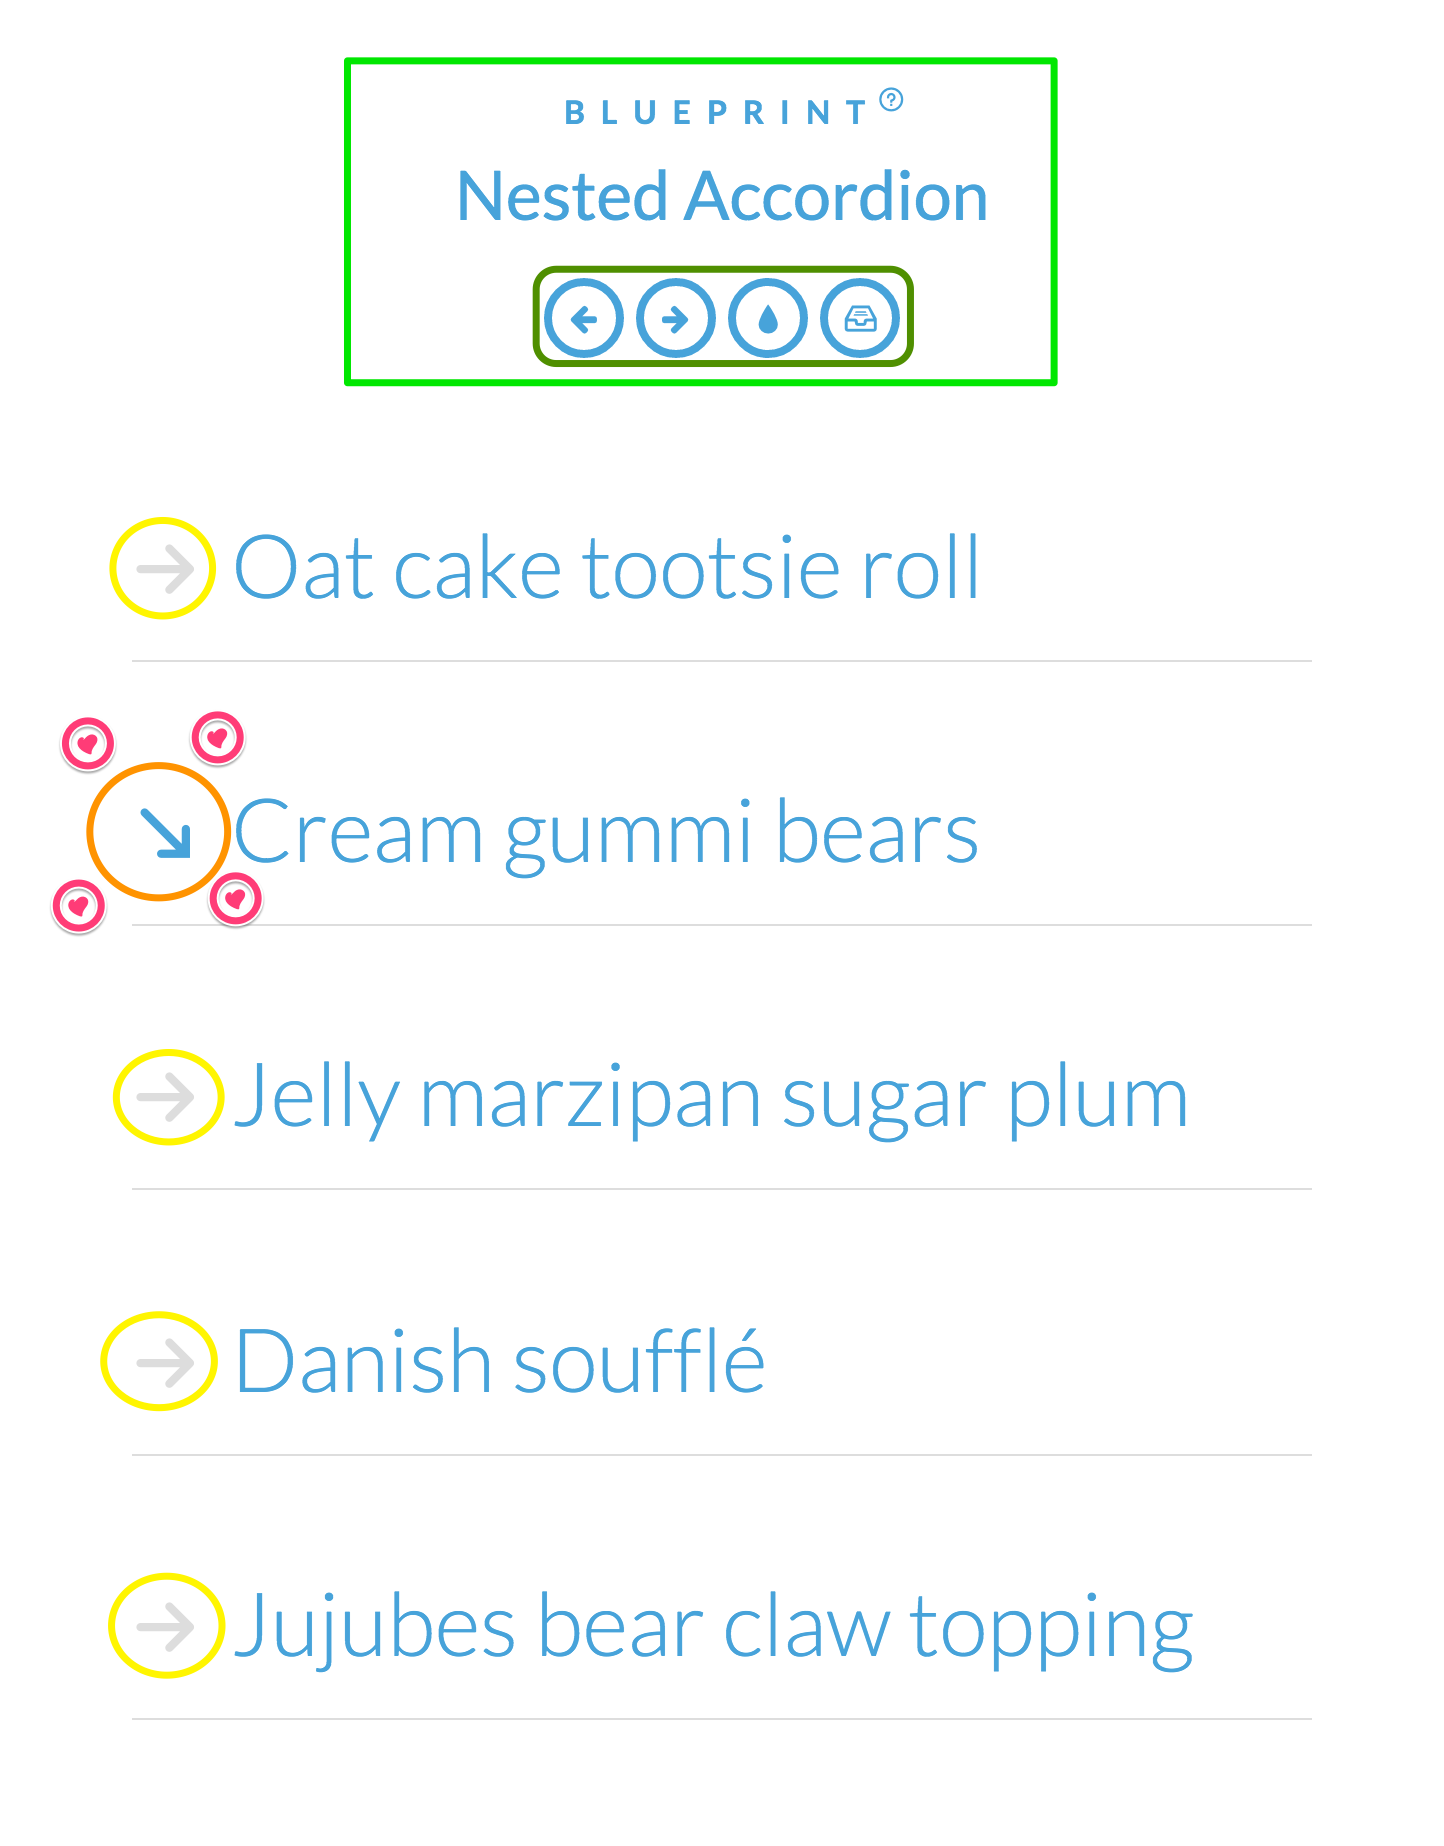 BLUEPRINT ?
Nested Accordion
Oat cake tootsie roll
Cream gummi bears
Jelly marzipan sugar plum
Danish soufflé
Jujubes bear claw topping